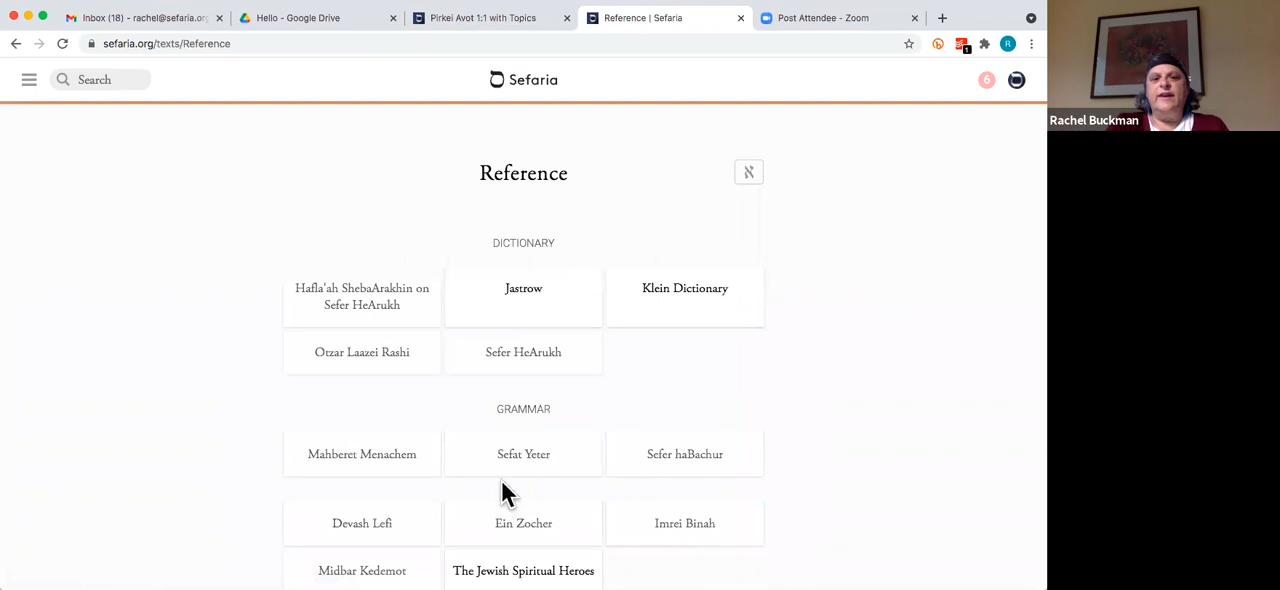 Inbox (18) - rachel@sefaria.org
Hello - Google Drive
Pirkei Avot 1:1 with Topics
Reference | Sefaria
Post Attendee - Zoom
sefaria.org/texts/Reference
1
R
Search
Sefaria
6
Rachel Buckman
Reference
א
DICTIONARY
Hafla'ah ShebaArakhin on
Sefer HeArukh
Jastrow
Klein Dictionary
Otzar Laazei Rashi
Sefer HeArukh
GRAMMAR
Mahberet Menachem
Sefat Yeter
Sefer haBachur
Devash Lefi
Ein Zocher
Imrei Binah
Midbar Kedemot
The Jewish Spiritual Heroes